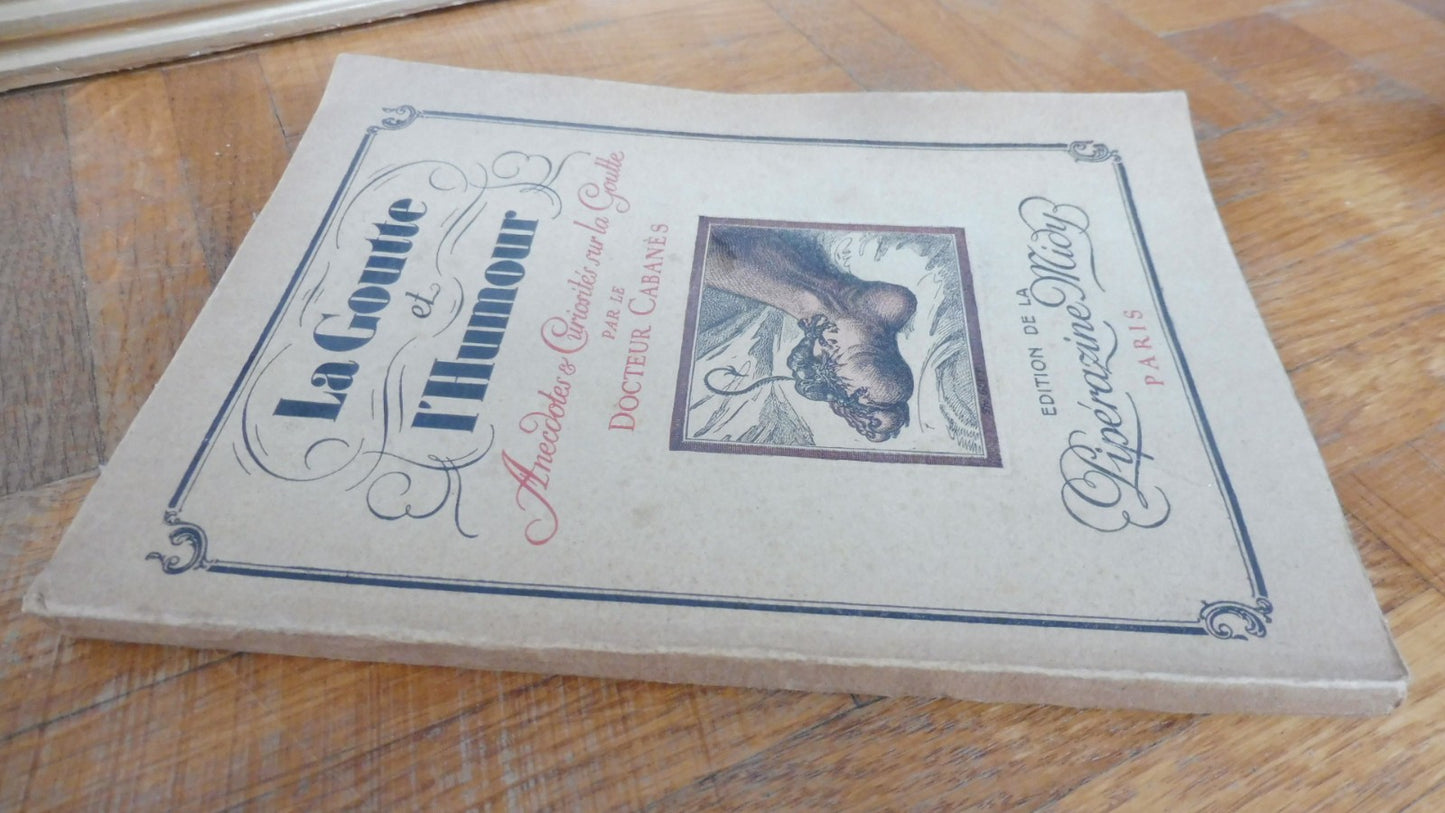 La Goutte
et
l'Humour
Anecdotes & Curiosités sur la Goutte
PAR LE
DOCTEUR CABANÈS
EDITION DE LA
Pipérazine Midy
PARIS